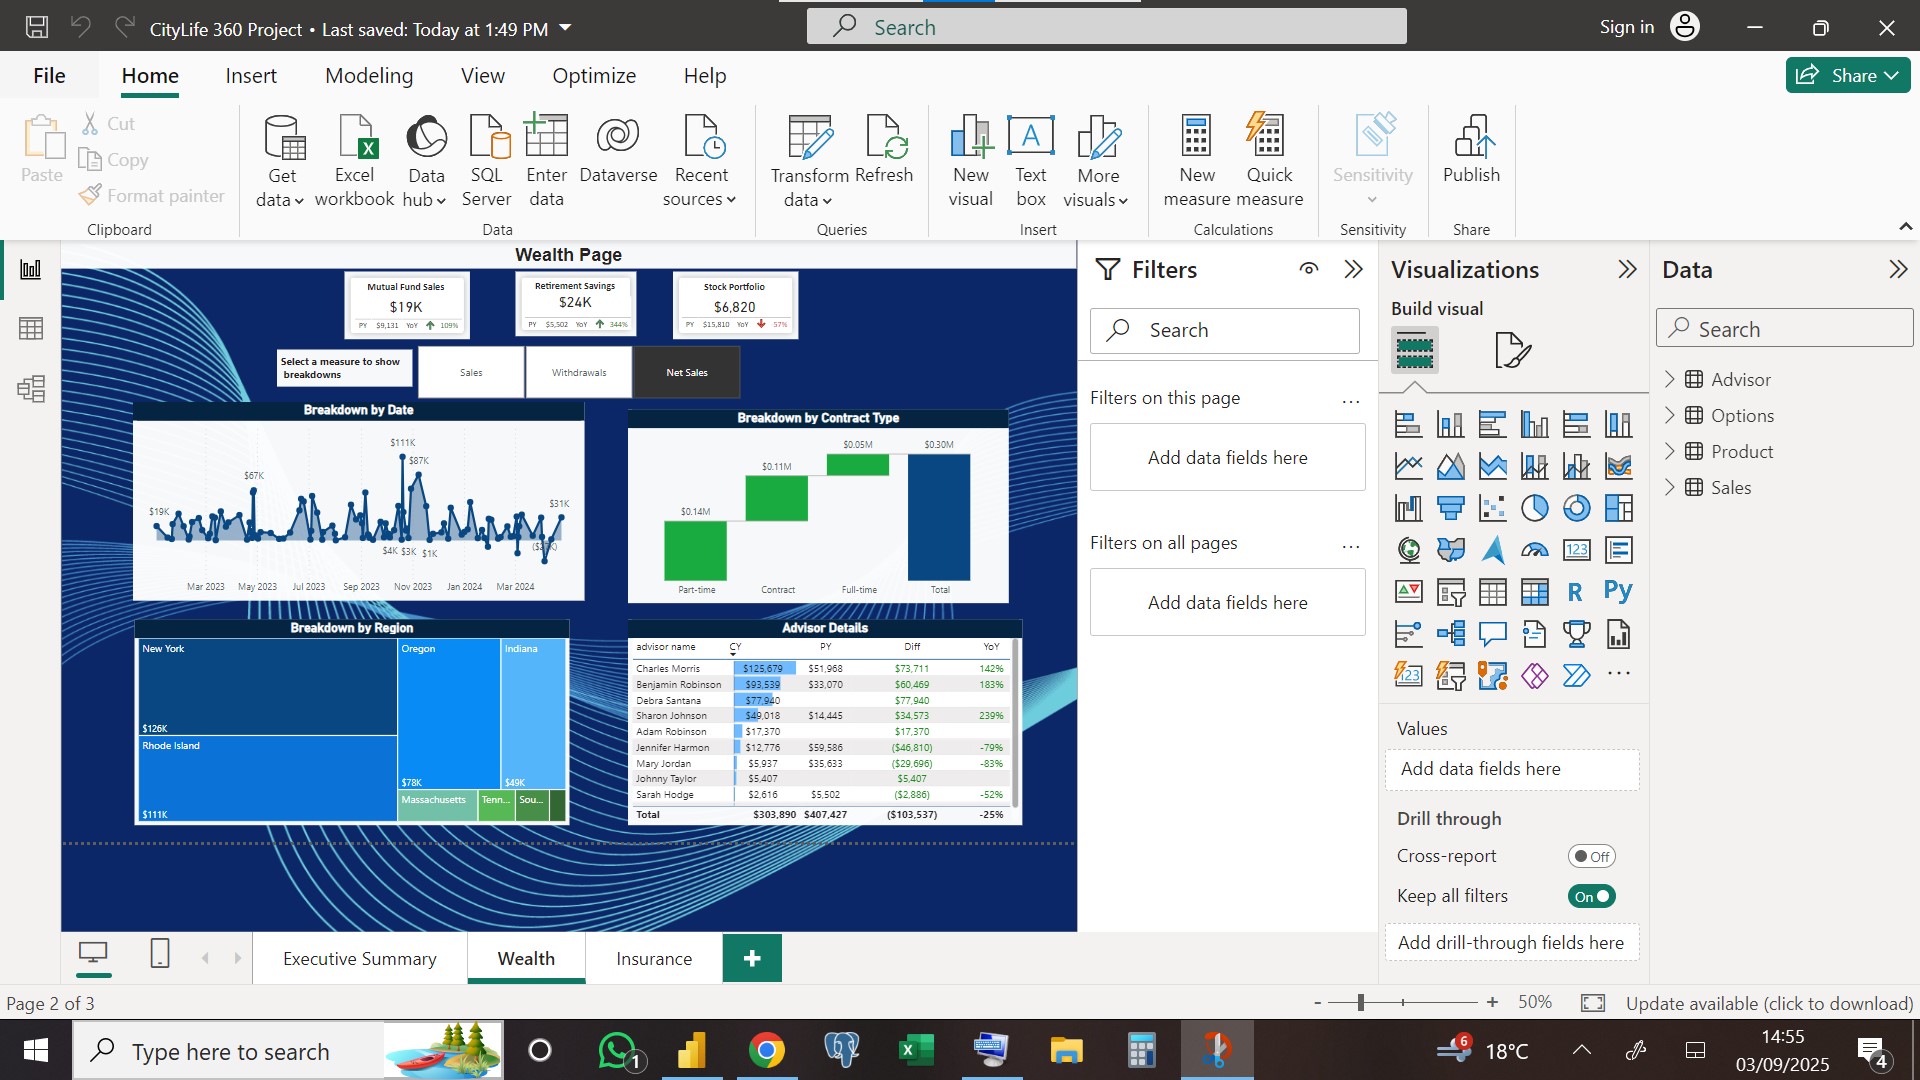 CityLife 360 Project • Last saved: Today at 1:49 PM
Search
Sign in
File
Home
Insert
Modeling
View
Optimize
Help
Share
Paste
Cut
Copy
Format painter
Clipboard
Get data
Excel workbook
Data hub
SQL Server
Enter data
Dataverse
Recent sources
Data
Transform data
Refresh
Queries
New visual
Text box
More visuals
Insert
New measure
Quick measure
Calculations
Sensitivity
Sensitivity
Publish
Share
Wealth Page
Mutual Fund Sales
$19K
PY $9,131 YoY 109%
Retirement Savings
$24K
PY $5,502 YoY 344%
Stock Portfolio
$6,820
PY $15,810 YoY 57%
Select a measure to show breakdowns
Sales
Withdrawals
Net Sales
Breakdown by Date
$111K
$87K
$67K
$19K
$31K
$4K $3K $1K
Mar 2023 May 2023 Jul 2023 Sep 2023 Nov 2023 Jan 2024 Mar 2024
Breakdown by Contract Type
$0.14M
$0.11M
$0.05M
$0.30M
Part-time Contract Full-time Total
Breakdown by Region
New York
$126K
Rhode Island
$111K
Oregon
$78K
Indiana
$49K
Massachusetts
Tenn...
Sou...
Advisor Details
advisor name CY PY Diff YoY
Charles Morris $125,679 $51,968 $73,711 142%
Benjamin Robinson $93,539 $33,070 $60,469 183%
Debra Santana $77,940 $77,940
Sharon Johnson $49,018 $14,445 $34,573 239%
Adam Robinson $17,370 $17,370
Jennifer Harmon $12,776 $59,586 ($46,810) -79%
Mary Jordan $5,937 $35,633 ($29,696) -83%
Johnny Taylor $5,407 $5,407
Sarah Hodge $2,616 $5,502 ($2,886) -52%
Total $303,890 $407,427 ($103,537) -25%
Filters
Search
Filters on this page ...
Add data fields here
Filters on all pages ...
Add data fields here
Visualizations
Build visual
123
R
Py
123
...
Values
Add data fields here
Drill through
Cross-report Off
Keep all filters On
Add drill-through fields here
Data
Search
Advisor
Options
Product
Sales
Executive Summary
Wealth
Insurance
+
Page 2 of 3
- + 50%
Update available (click to download)
Type here to search
1
6
18°C
14:55
03/09/2025
4